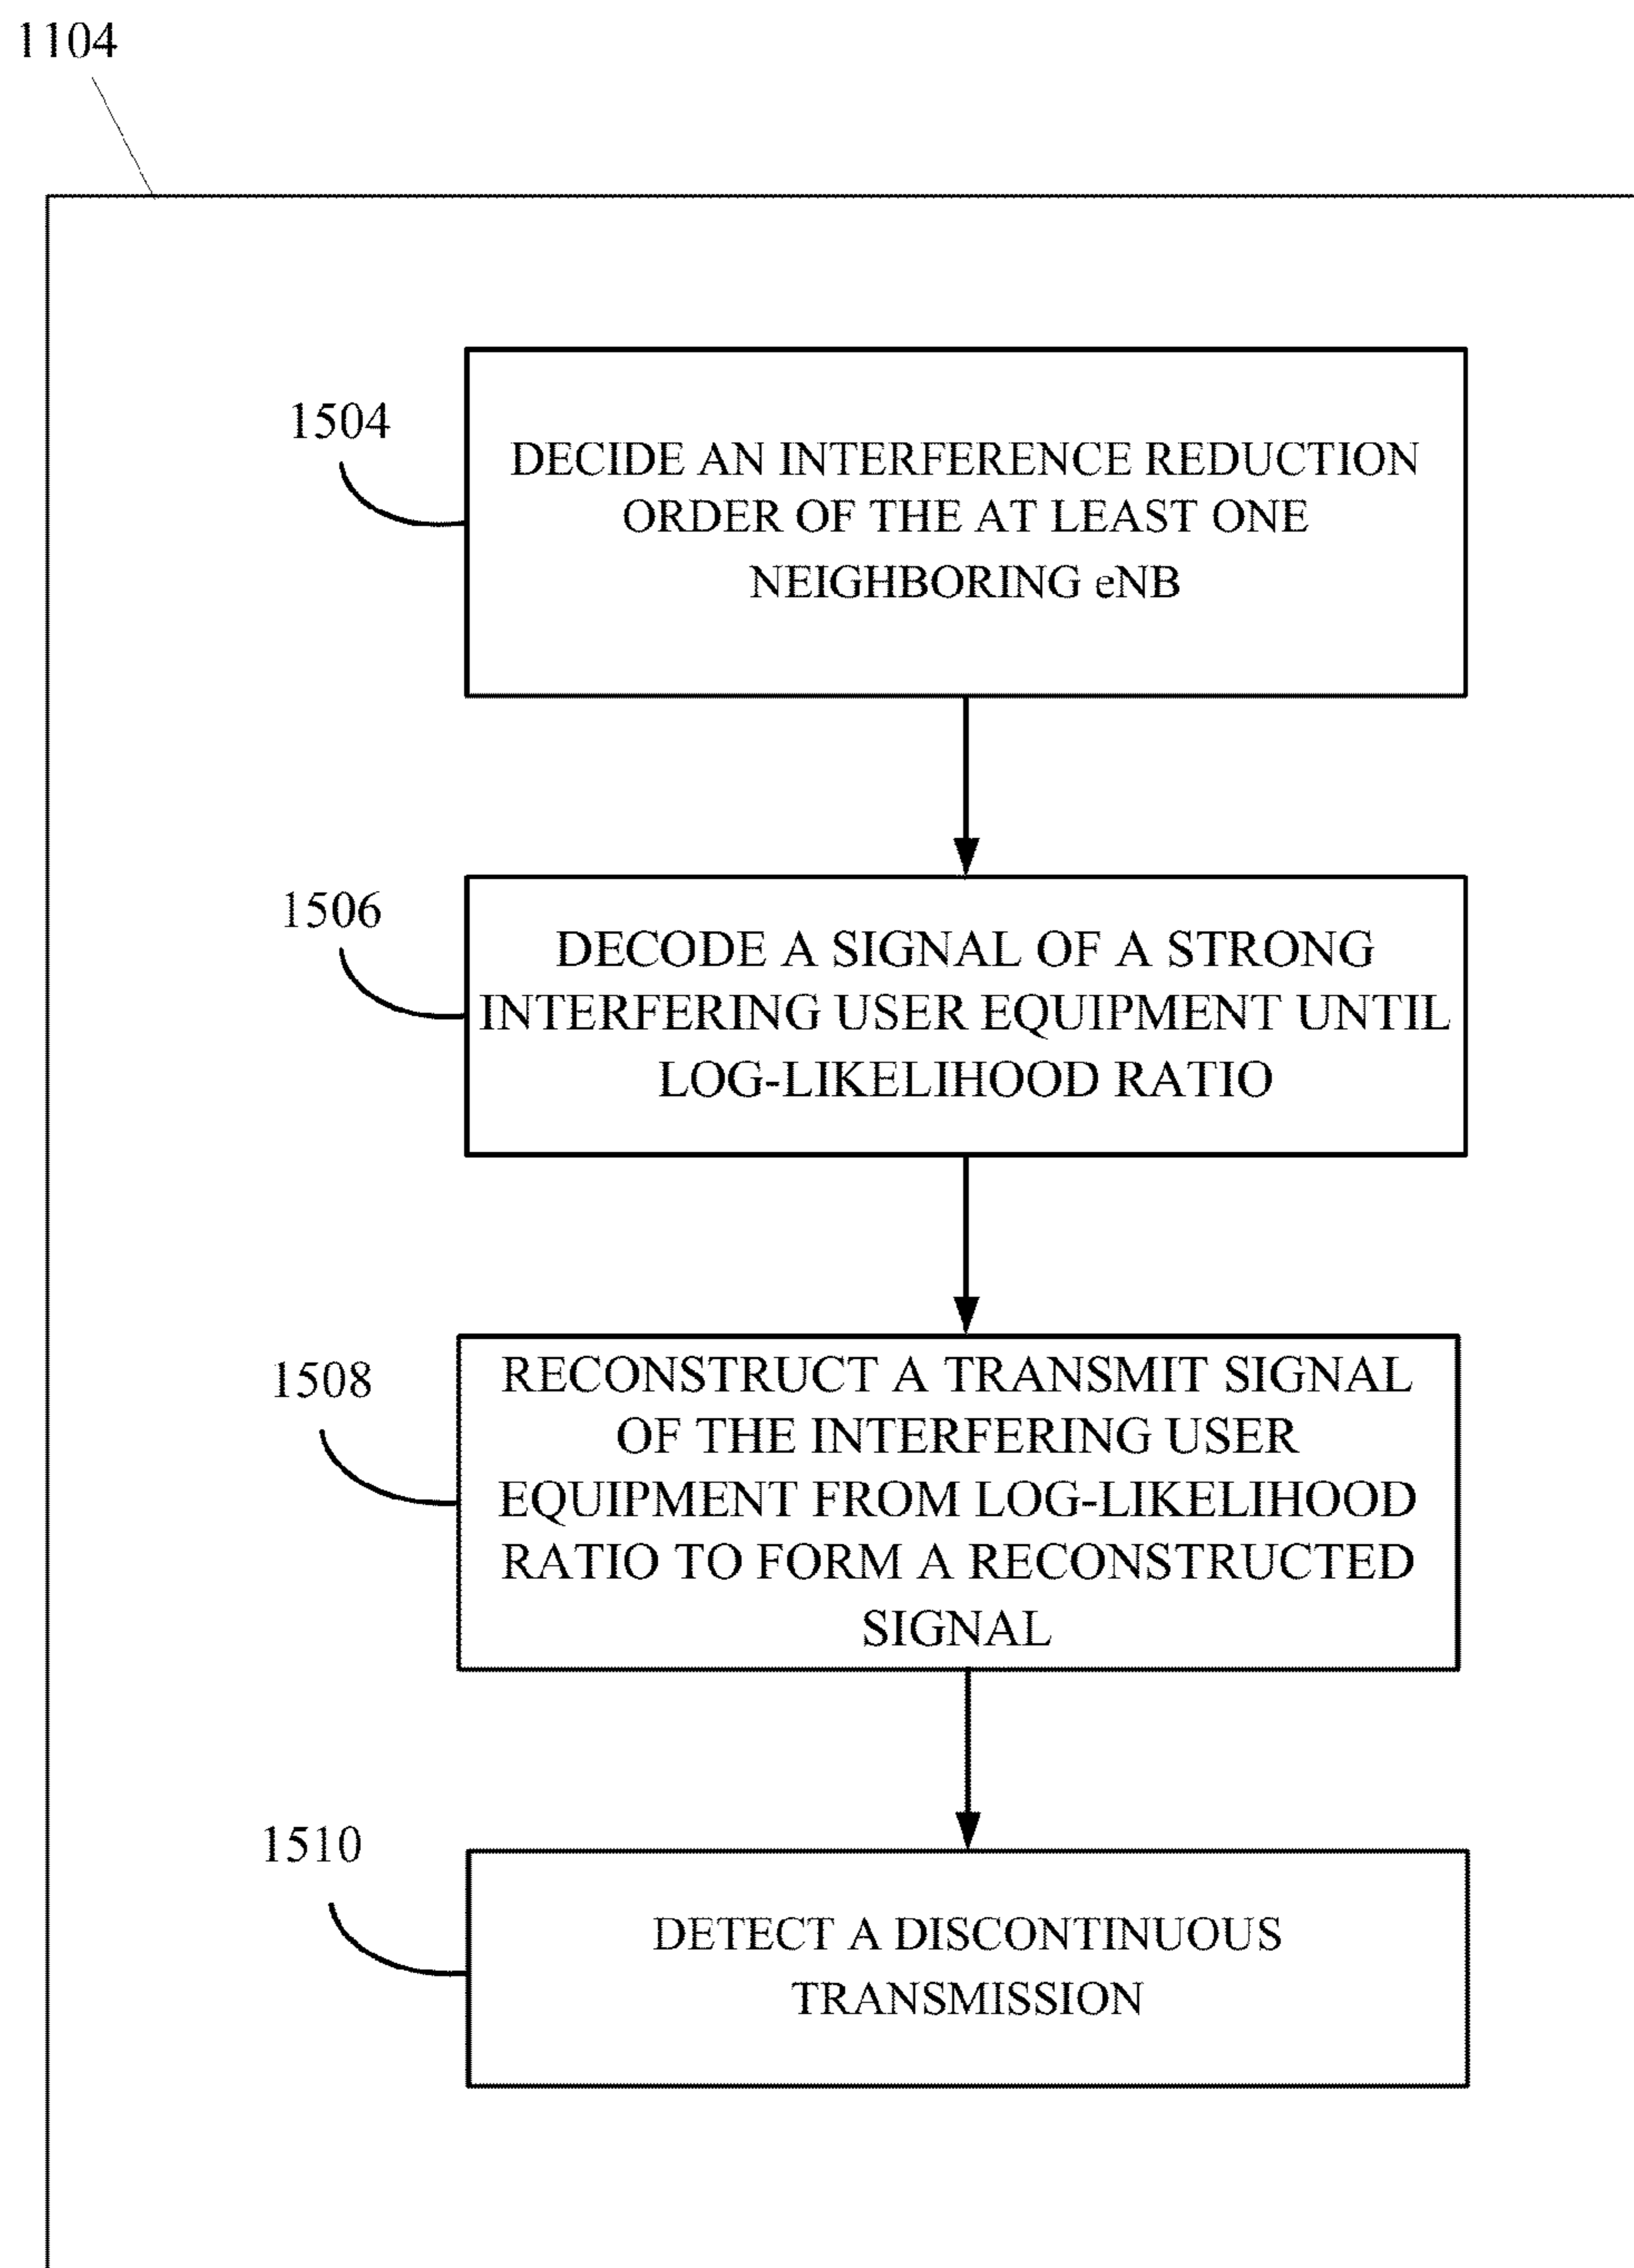 1104
1504
DECIDE AN INTERFERENCE REDUCTION
ORDER OF THE AT LEAST ONE
NEIGHBORING eNB
1506
DECODE A SIGNAL OF A STRONG
INTERFERING USER EQUIPMENT UNTIL
LOG-LIKELIHOOD RATIO
1508
RECONSTRUCT A TRANSMIT SIGNAL
OF THE INTERFERING USER
EQUIPMENT FROM LOG-LIKELIHOOD
RATIO TO FORM A RECONSTRUCTED
SIGNAL
1510
DETECT A DISCONTINUOUS
TRANSMISSION